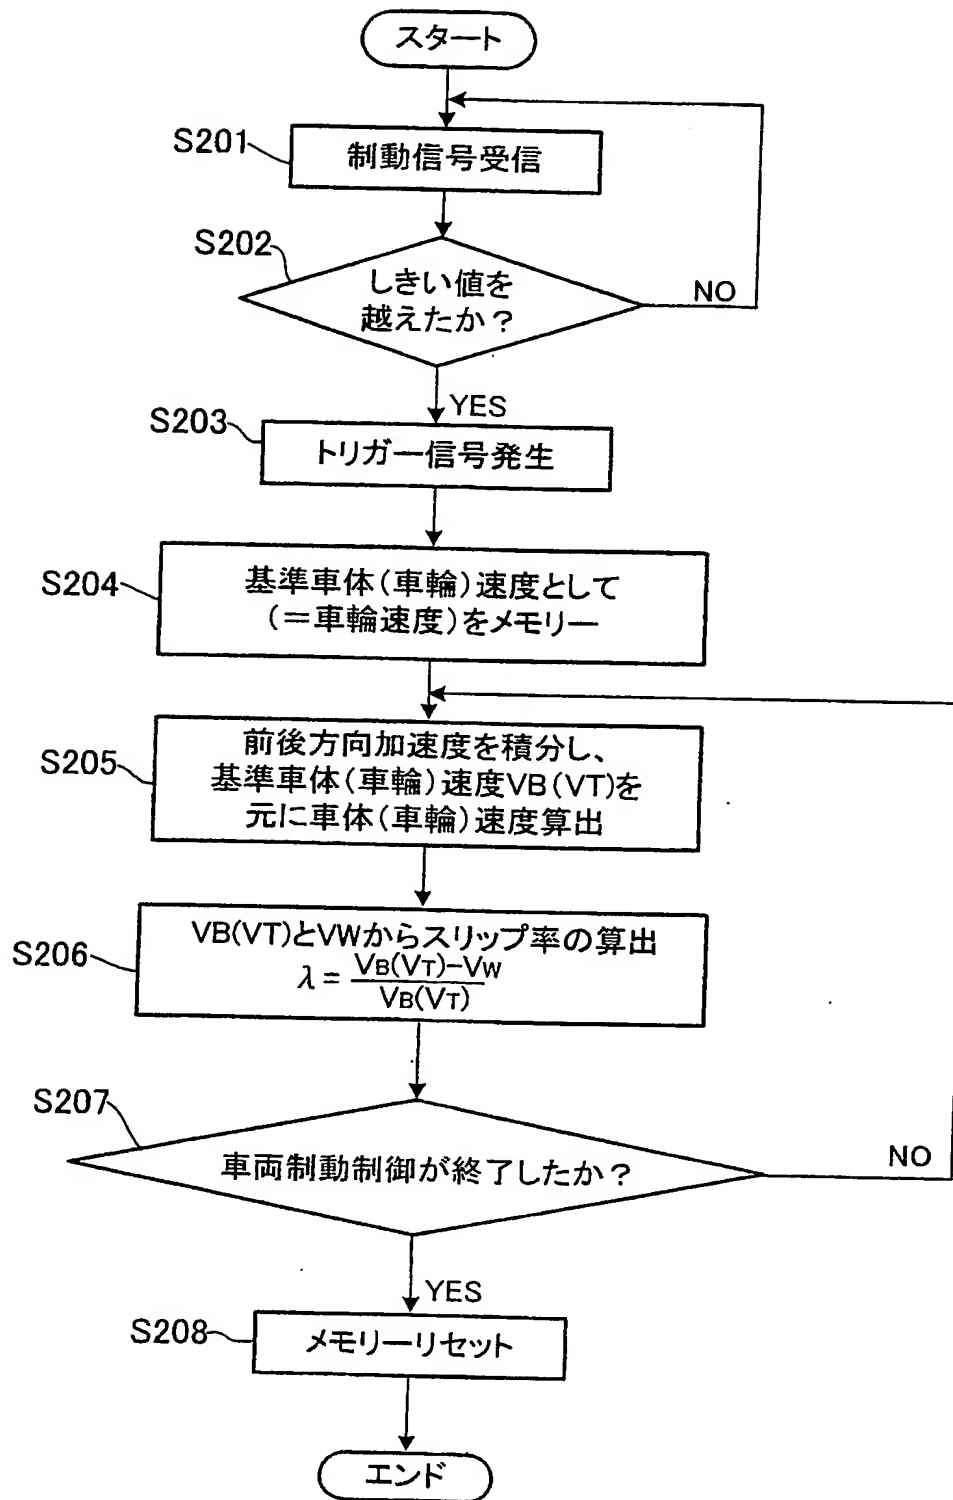 スタート
S201
制動信号受信
S202
しきい値を
越えたか?
NO
YES
S203
トリガー信号発生
S204
基準車体(車輪)速度として
(=車輪速度)をメモリー
S205
前後方向加速度を積分し、
基準車体(車輪)速度VB(VT)を
元に車体(車輪)速度算出
S206
VB(VT)とVWからスリップ率の算出
λ = VB(VT)-VW / VB(VT)
S207
車両制動制御が終了したか?
NO
YES
S208
メモリーリセット
エンド